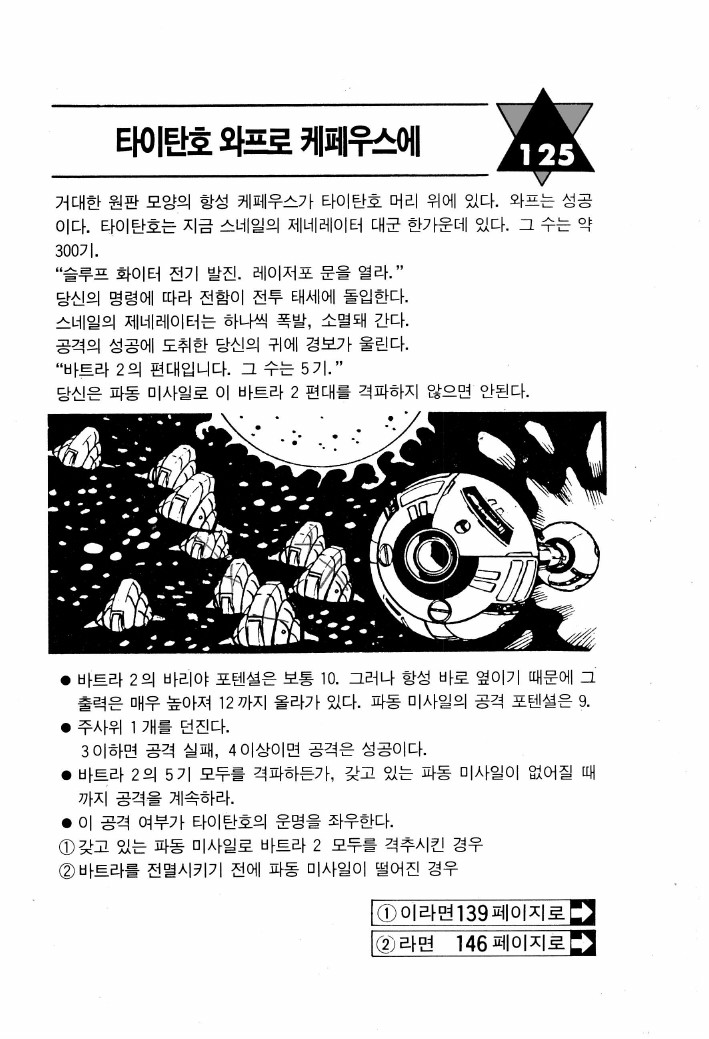 타이탄호 와프로 케페우스에
125
거대한 원판 모양의 항성 케페우스가 타이탄호 머리 위에 있다. 와프는 성공
이다. 타이탄호는 지금 스네일의 제네레이터 대군 한가운데 있다. 그 수는 약
300기.
“슬루프 화이터 전기 발진. 레이저포 문을 열라.”
당신의 명령에 따라 전함이 전투 태세에 돌입한다.
스네일의 제네레이터는 하나씩 폭발, 소멸돼 간다.
공격의 성공에 도취한 당신의 귀에 경보가 울린다.
“바트라 2의 편대입니다. 그 수는 5기.”
당신은 파동 미사일로 이 바트라 2 편대를 격파하지 않으면 안된다.
● 바트라 2의 바리야 포텐셜은 보통 10. 그러나 항성 바로 옆이기 때문에 그
출력은 매우 높아져 12까지 올라가 있다. 파동 미사일의 공격 포텐셜은 9.
● 주사위 1개를 던진다.
3이하면 공격 실패, 4이상이면 공격은 성공이다.
● 바트라 2의 5기 모두를 격파하든가, 갖고 있는 파동 미사일이 없어질 때
까지 공격을 계속하라.
● 이 공격 여부가 타이탄호의 운명을 좌우한다.
① 갖고 있는 파동 미사일로 바트라 2 모두를 격추시킨 경우
② 바트라를 전멸시키기 전에 파동 미사일이 떨어진 경우
① 이라면 139 페이지로
② 라면 146 페이지로